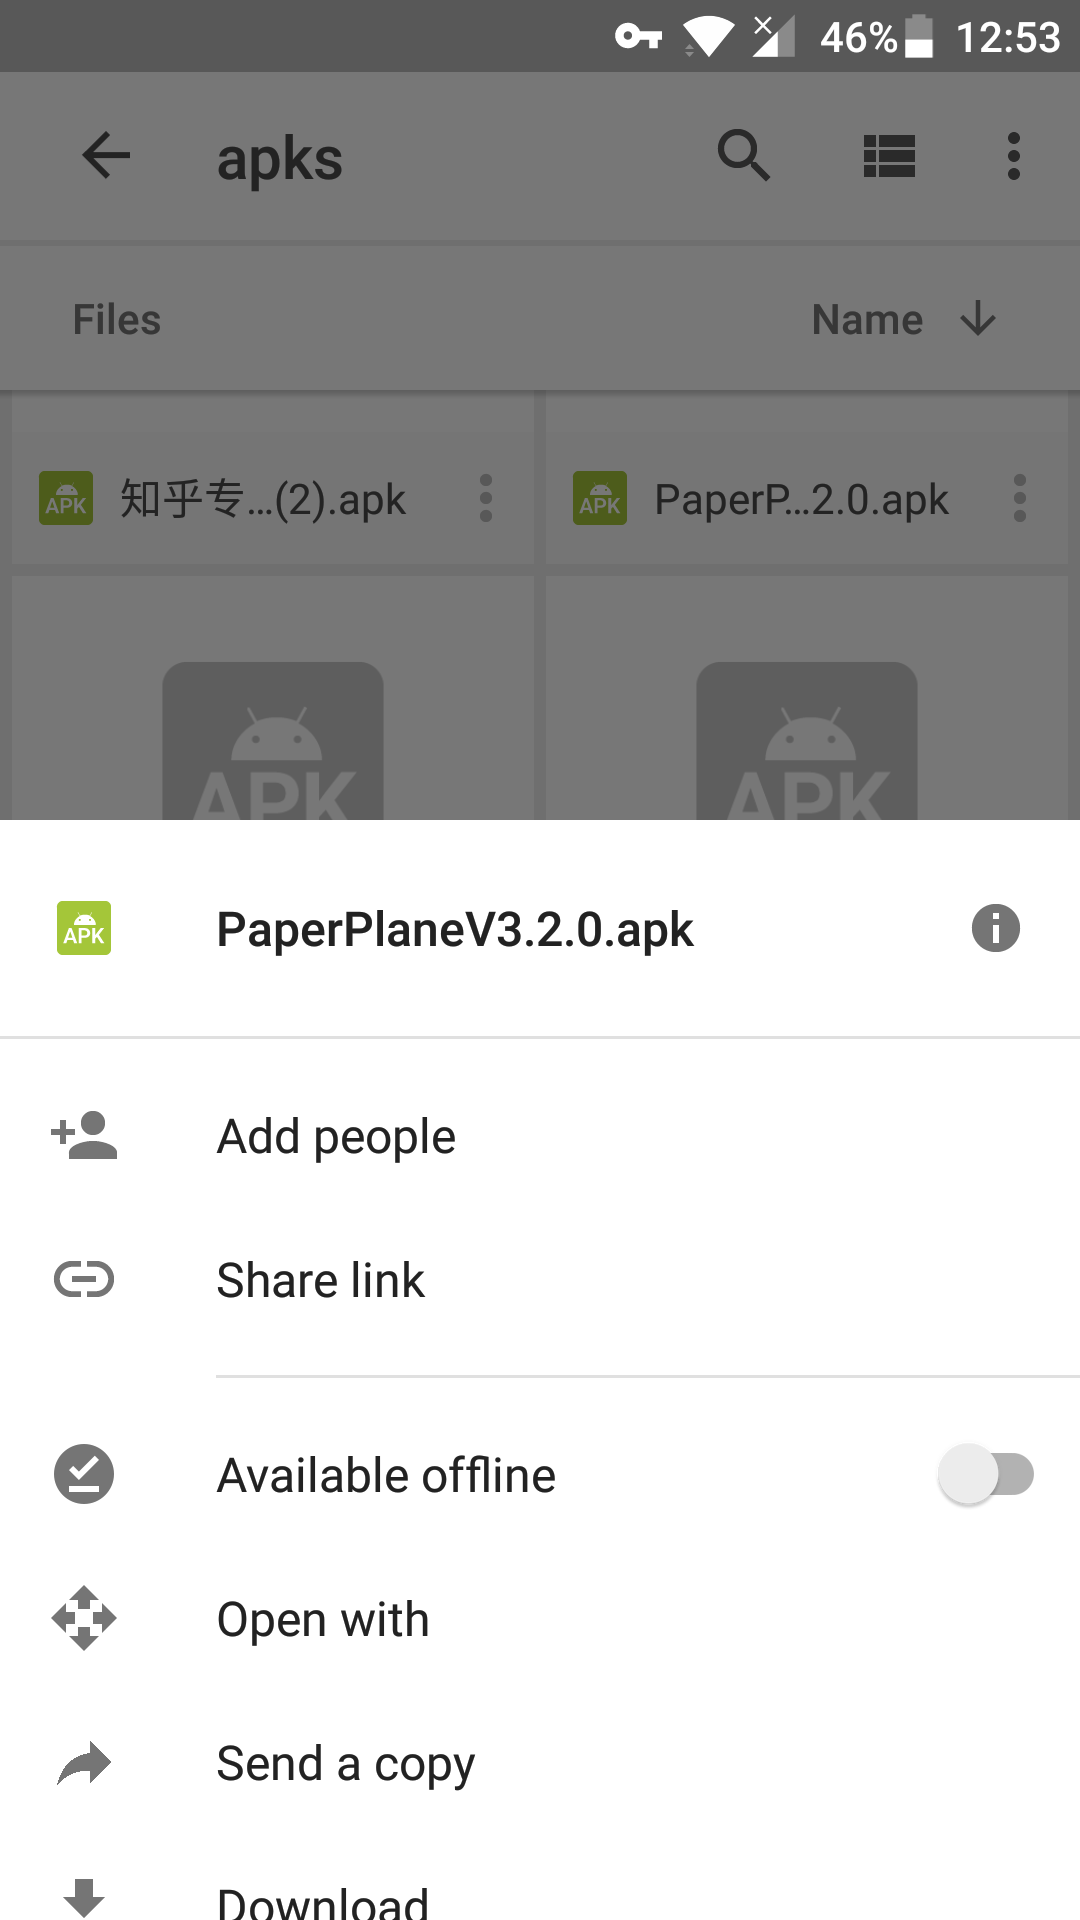 46% 12:53
apks
Files Name
APK 知乎专...(2).apk APK PaperP...2.0.apk
APK APK
APK PaperPlaneV3.2.0.apk
Add people
Share link
Available offline
Open with
Send a copy
Download